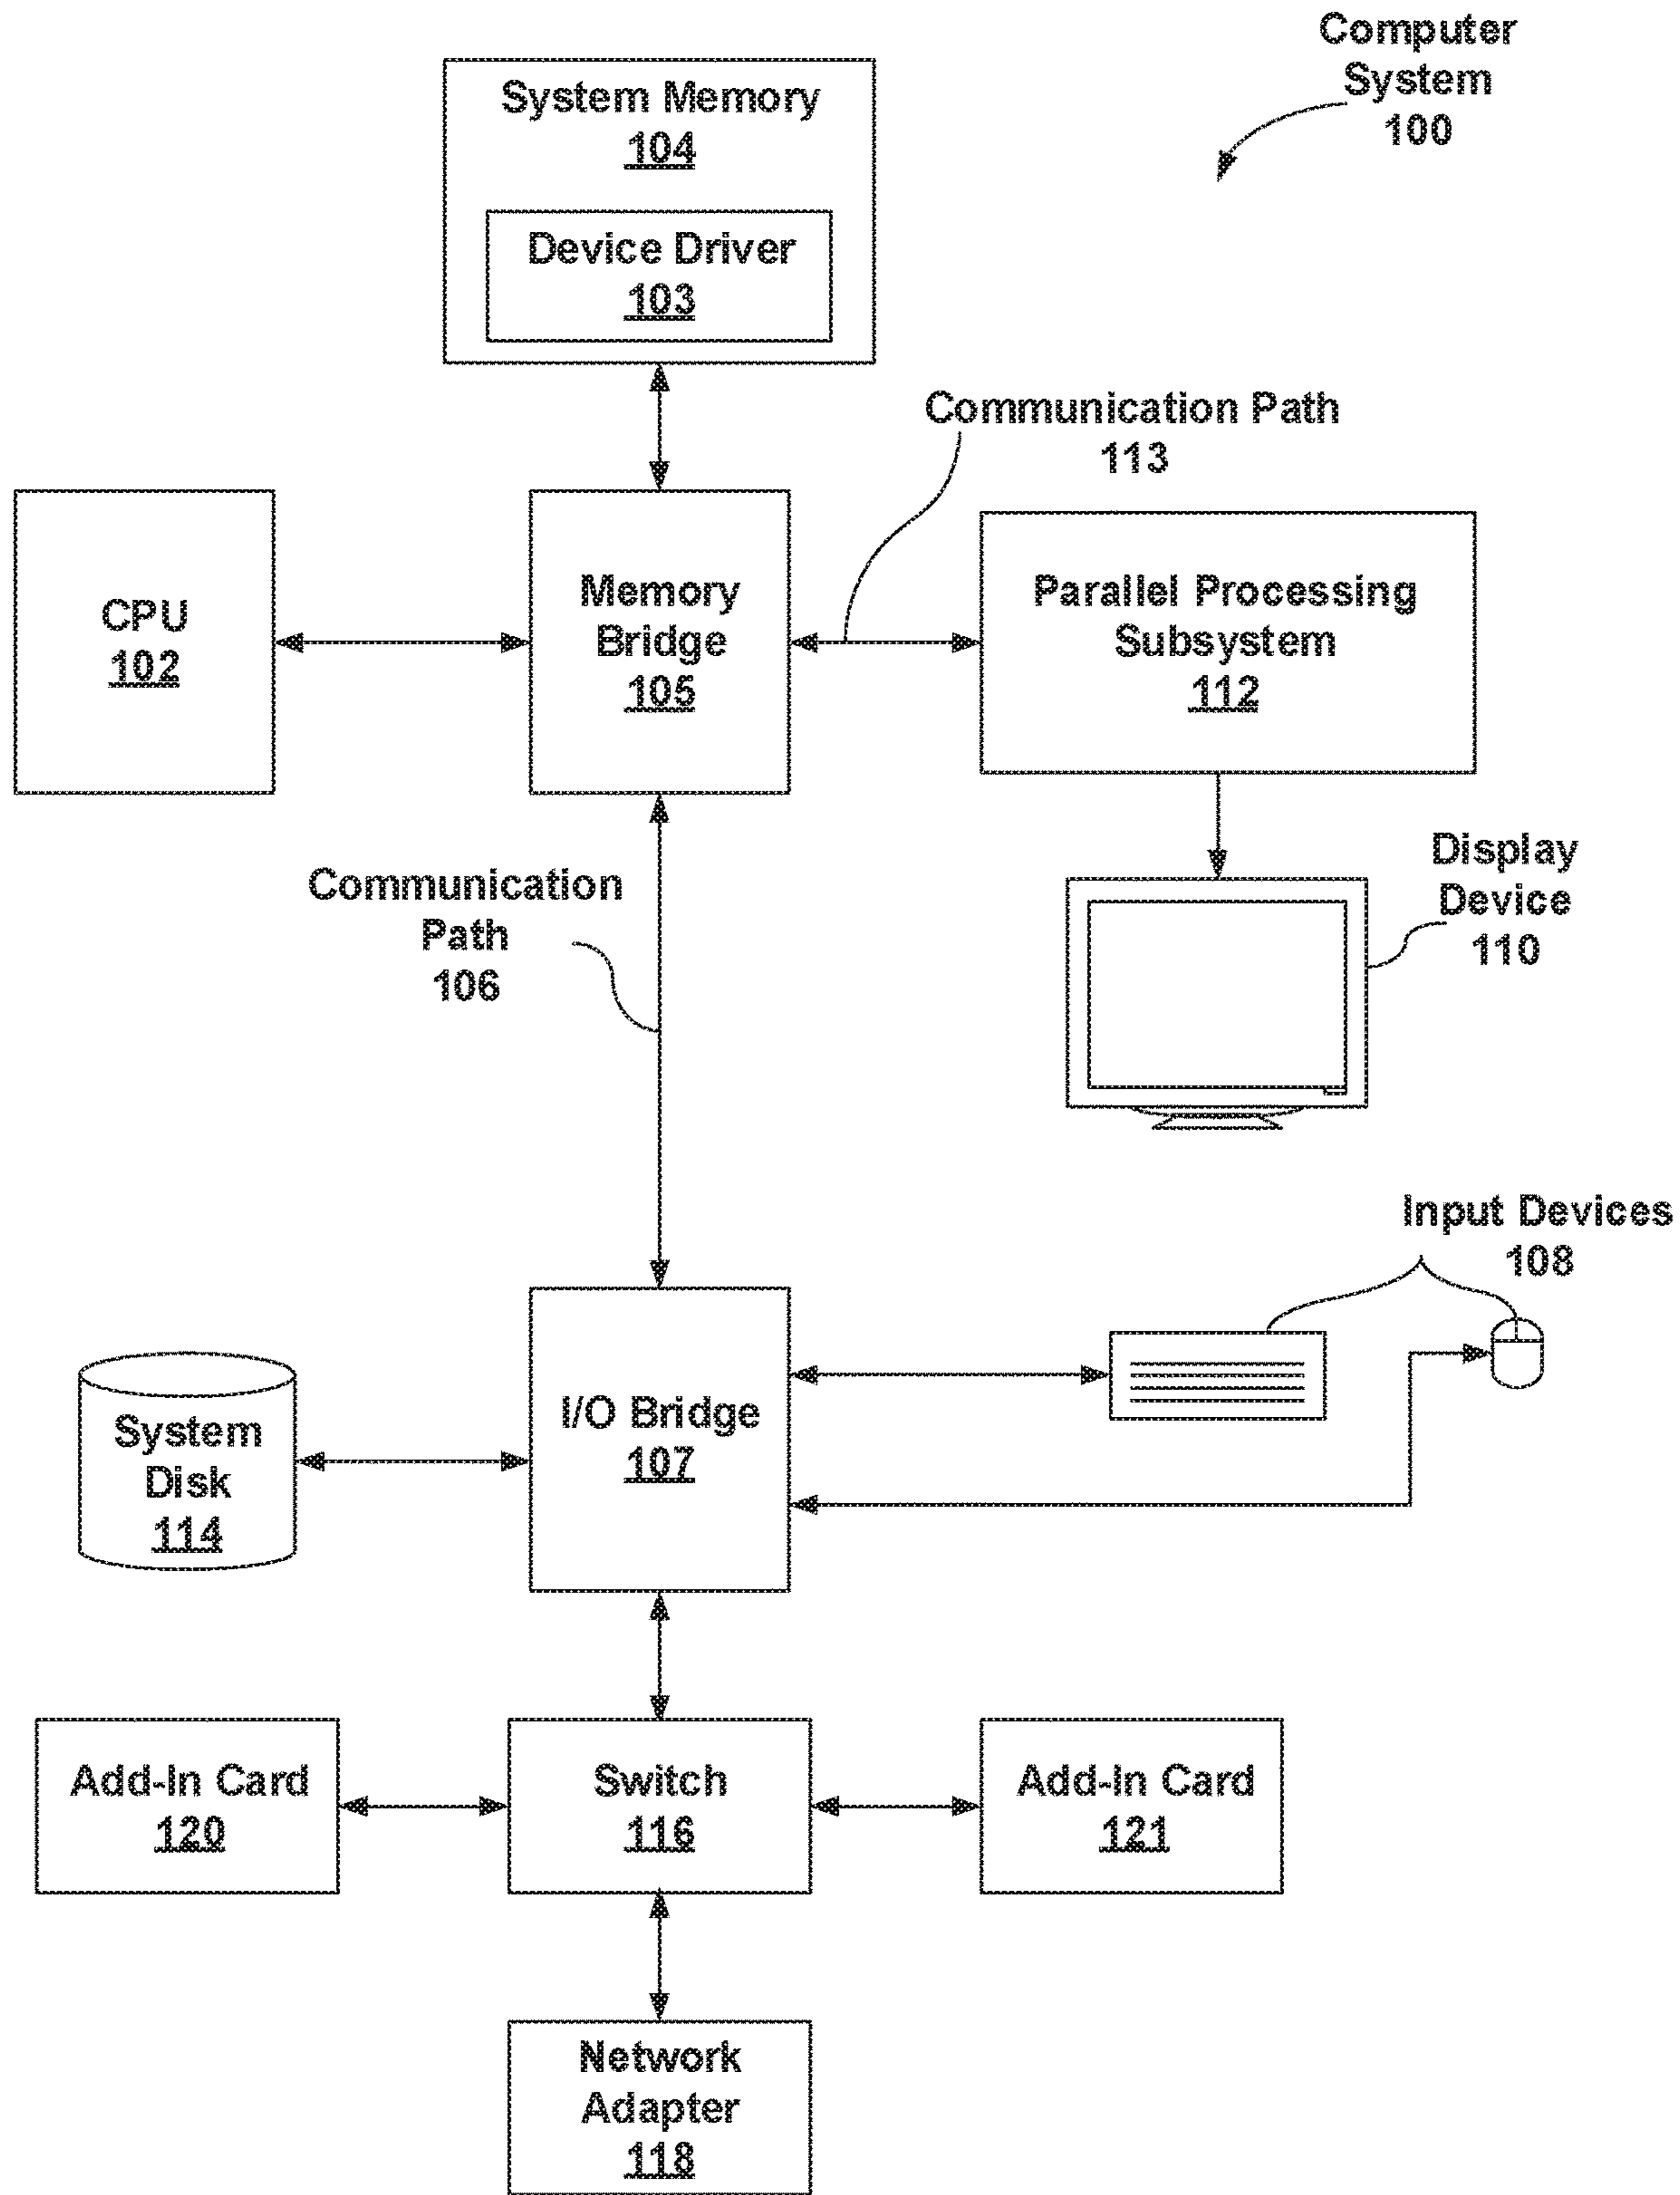 Computer
System
100
System Memory
104
Device Driver
103
Communication Path
113
CPU
102
Memory
Bridge
105
Parallel Processing
Subsystem
112
Communication
Path
106
Display
Device
110
Input Devices
108
System
Disk
114
I/O Bridge
107
Add-In Card
120
Switch
116
Add-In Card
121
Network
Adapter
118